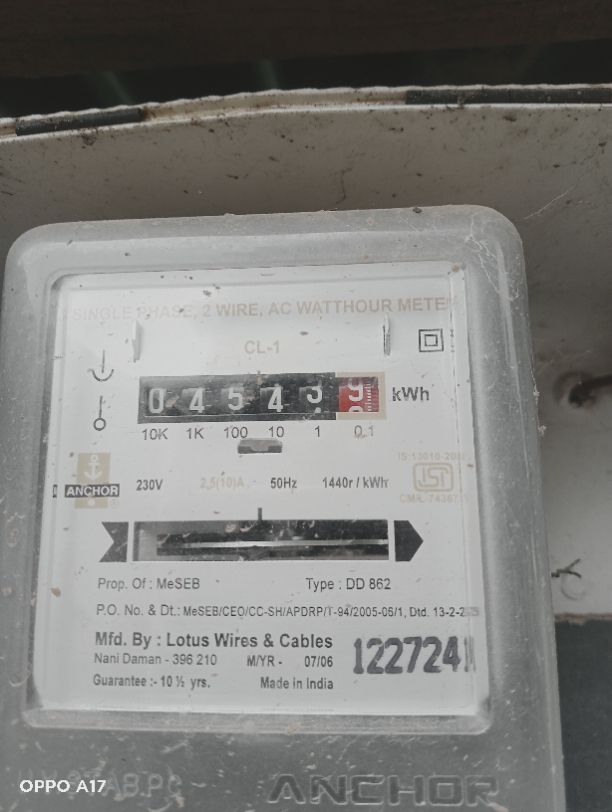 SINGLE PHASE, 2 WIRE, AC WATTHOUR METER
CL-1
0 4 5 4 3 9 kWh
10K 1K 100 10 1 0.1
ANCHOR 230V 2,5(10)A 50Hz 1440r / kWh
Prop. Of : MeSEB Type : DD 862
P.O. No. & Dt.: MeSEB/CEO/CC-SH/APDRP/T-94/2005-06/1, Dtd. 13-2-
Mfd. By : Lotus Wires & Cables
Nani Daman - 396 210 M/YR - 07/06
1227241
Guarantee :- 10 ½ yrs. Made in India
ANCHOR
OPPO A17